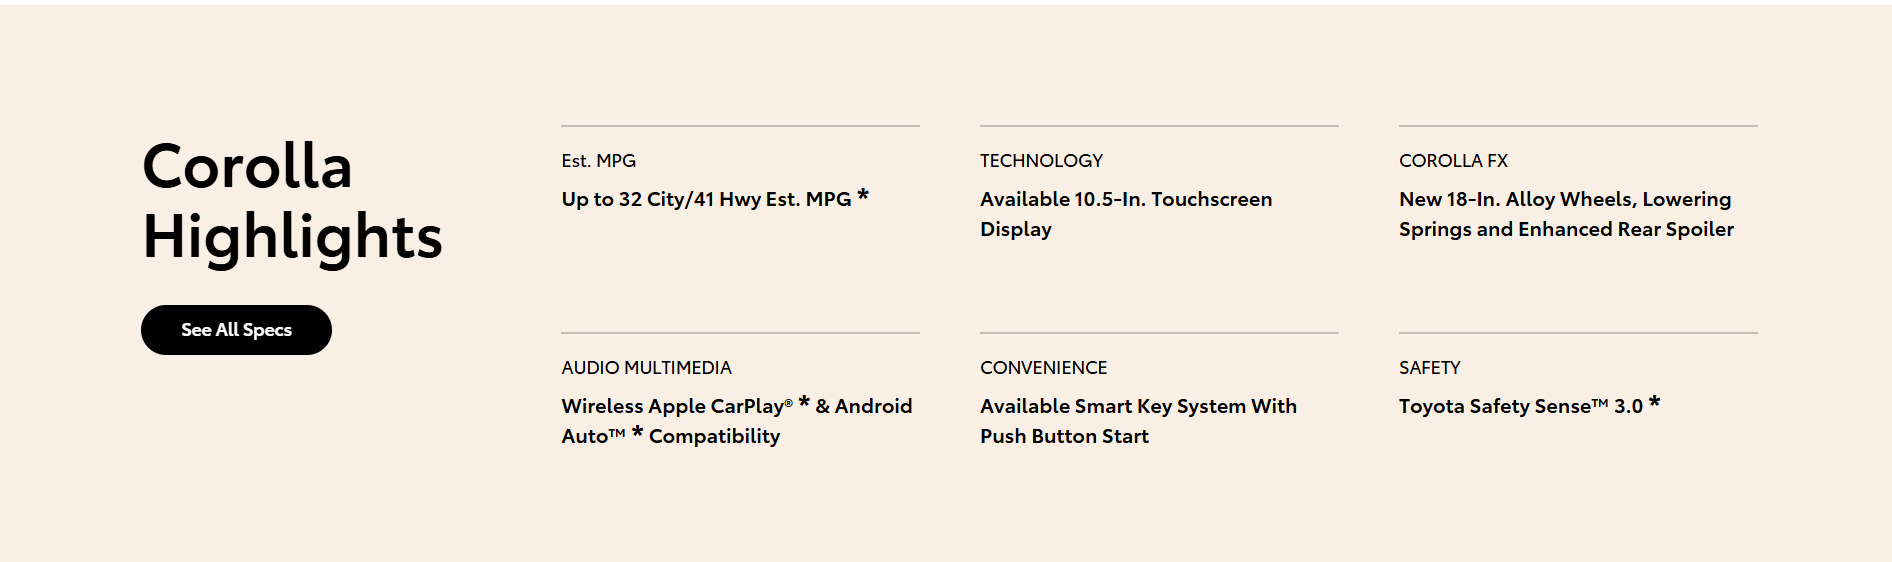 Corolla
Highlights
See All Specs
Est. MPG
Up to 32 City/41 Hwy Est. MPG *
TECHNOLOGY
Available 10.5-In. Touchscreen
Display
COROLLA FX
New 18-In. Alloy Wheels, Lowering
Springs and Enhanced Rear Spoiler
AUDIO MULTIMEDIA
Wireless Apple CarPlay® * & Android
Auto™ * Compatibility
CONVENIENCE
Available Smart Key System With
Push Button Start
SAFETY
Toyota Safety Sense™ 3.0 *